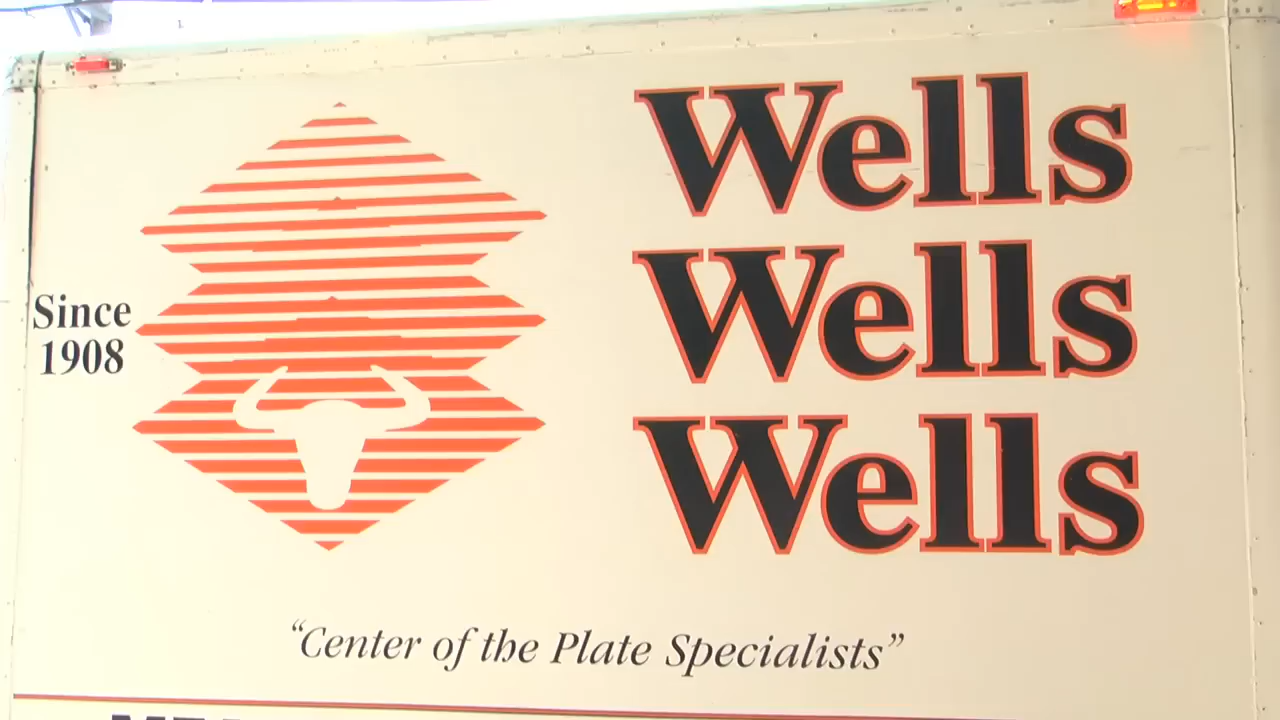 Wells
Wells
Since
1908
Wells
"Center of the Plate Specialists"